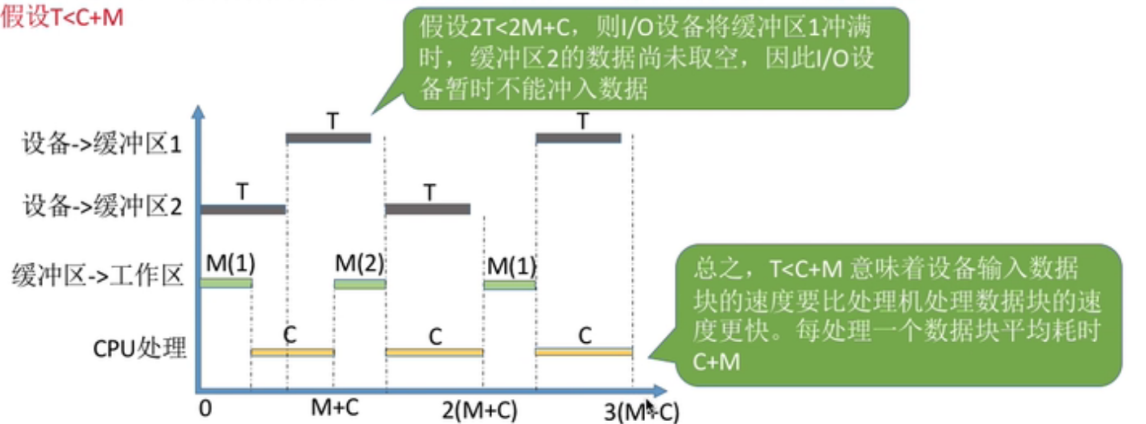 假设T<C+M
假设2T<2M+C，则I/O设备将缓冲区1冲满
时，缓冲区2的数据尚未取空，因此I/O设
备暂时不能冲入数据
T
T
设备->缓冲区1
T
T
设备->缓冲区2
M(1)
M(2)
M(1)
缓冲区->工作区
C
C
C
CPU处理
总之，T<C+M 意味着设备输入数据
块的速度要比处理机处理数据块的速
度更快。每处理一个数据块平均耗时
C+M
0
M+C
2(M+C)
3(M+C)